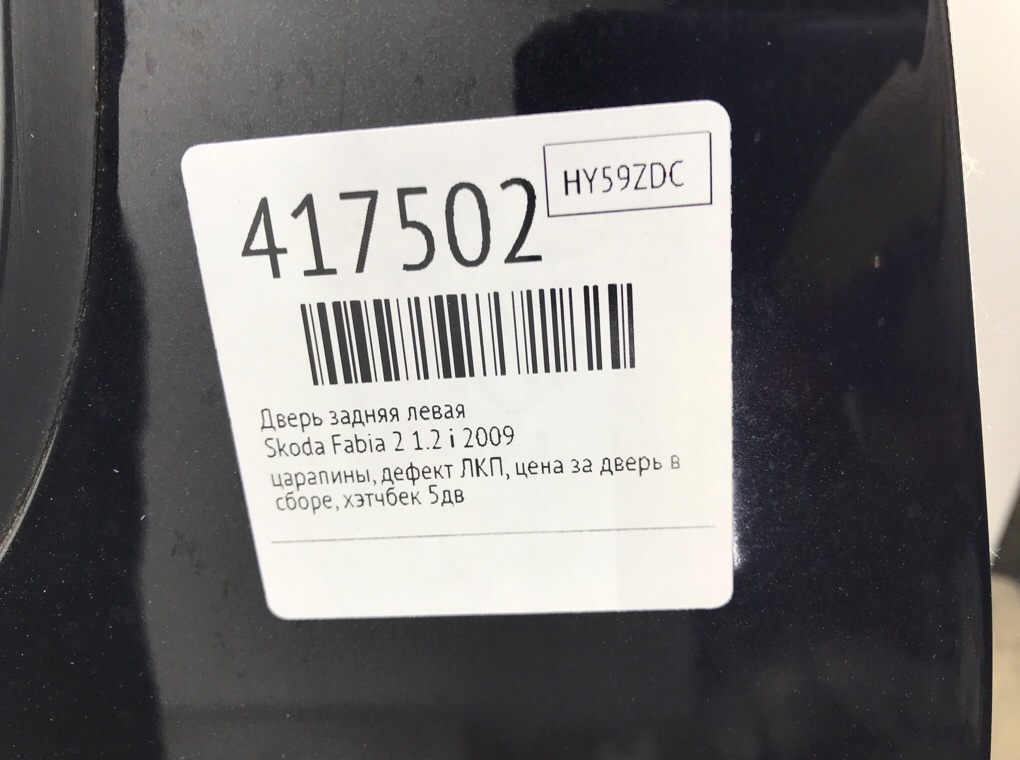 HY59ZDC
417502
Дверь задняя левая
Skoda Fabia 2 1.2 i 2009
царапины, дефект ЛКП, цена за дверь в
сборе, хэтчбек 5дв